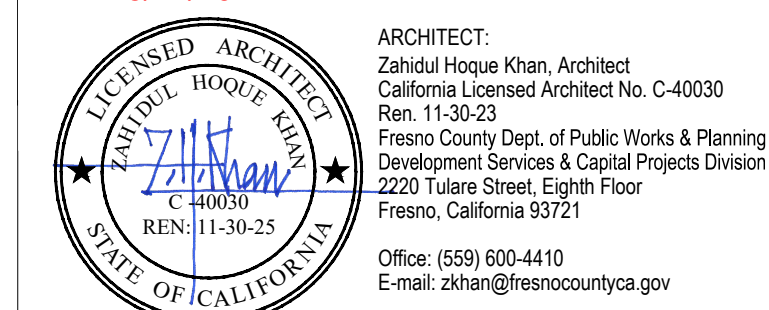 LICENSED ARCHITECT
ZAHIDUL HOQUE KHAN
Z.H.Khan
C-40030
REN: 11-30-25
STATE OF CALIFORNIA
ARCHITECT:
Zahidul Hoque Khan, Architect
California Licensed Architect No. C-40030
Ren. 11-30-23
Fresno County Dept. of Public Works & Planning
Development Services & Capital Projects Division
2220 Tulare Street, Eighth Floor
Fresno, California 93721
Office: (559) 600-4410
E-mail: zkhan@fresnocountyca.gov